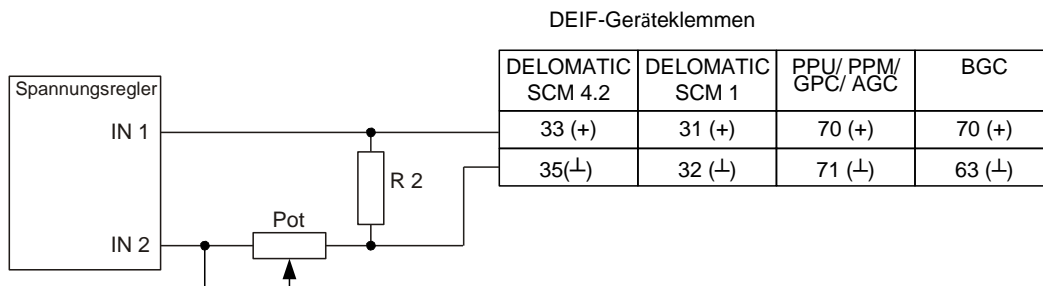 DEIF-Geräteklemmen
DELOMATIC SCM 4.2 DELOMATIC SCM 1 PPU/ PPM/ GPC/ AGC BGC
33 (+) 31 (+) 70 (+) 70 (+)
35(┴) 32 (┴) 71 (┴) 63 (┴)
Spannungsregler
IN 1
R 2
Pot
IN 2